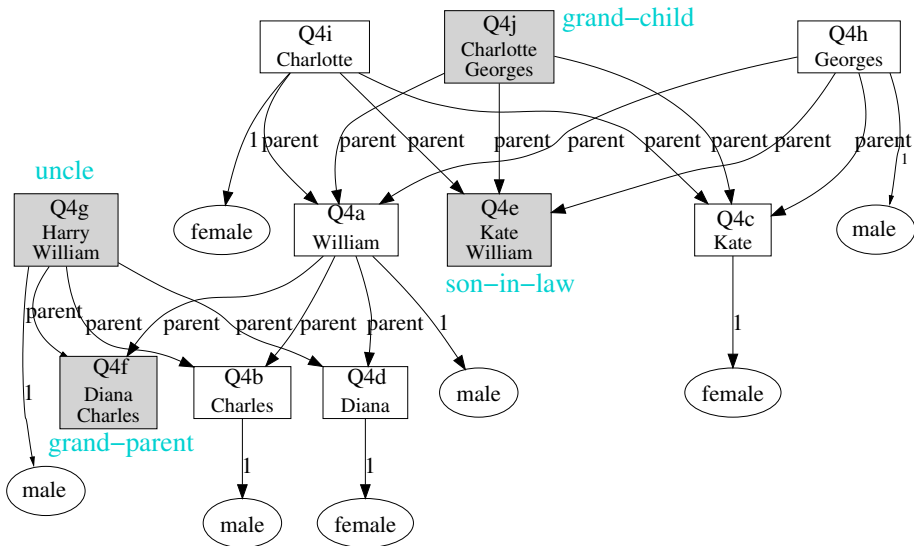 Q4i
Charlotte
Q4j
Charlotte
Georges
grand−child
Q4h
Georges
1
parent
parent
parent
parent
parent
parent
parent
parent
parent
1
uncle
Q4g
Harry
William
female
Q4a
William
Q4e
Kate
William
son−in−law
Q4c
Kate
male
parent
parent
parent
parent
parent
parent
1
1
Q4f
Diana
Charles
grand−parent
Q4b
Charles
Q4d
Diana
male
female
1
1
1
male
male
female